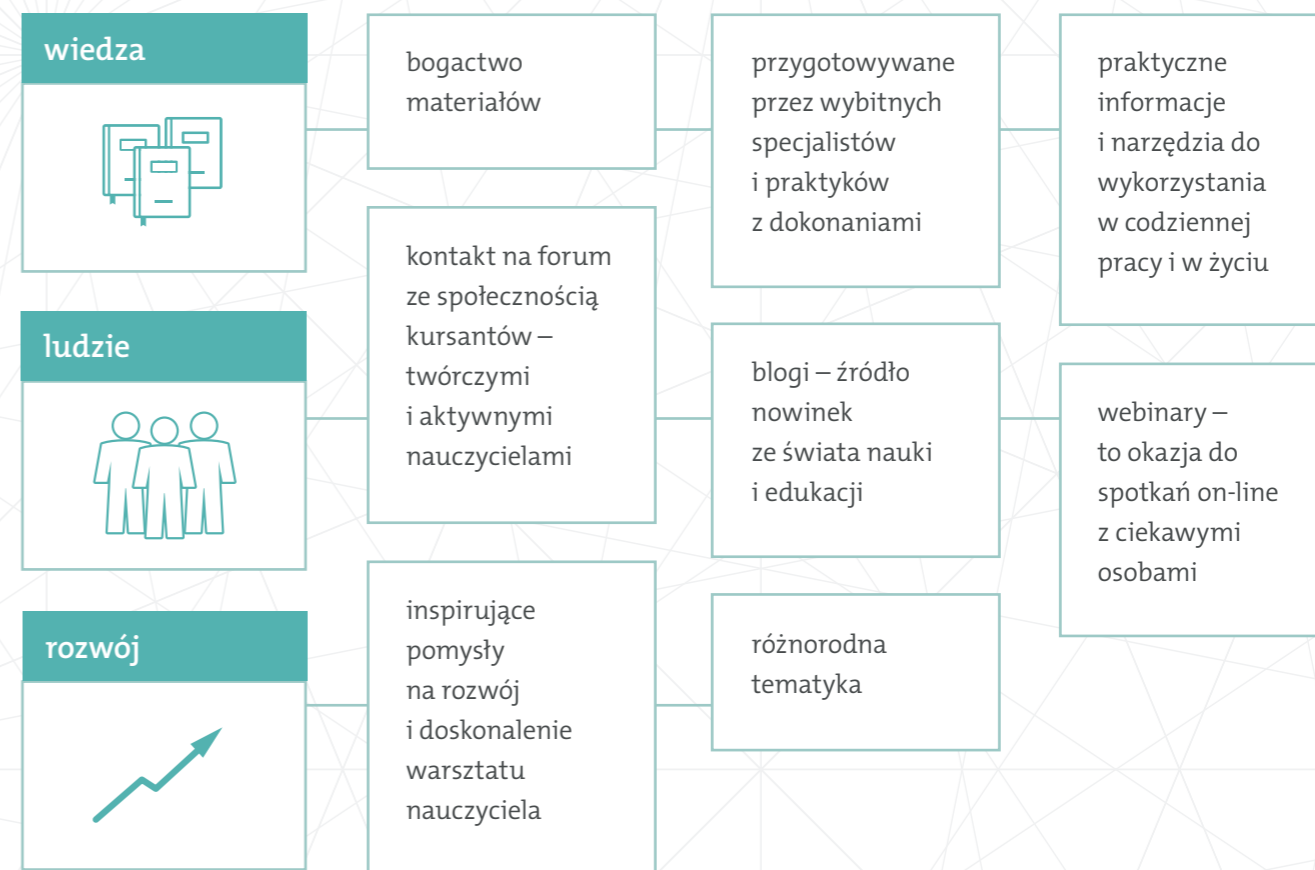 wiedza
bogactwo
materiałów
przygotowywane
przez wybitnych
specjalistów
i praktyków
z dokonaniami
praktyczne
informacje
i narzędzia do
wykorzystania
w codziennej
pracy i w życiu
ludzie
kontakt na forum
ze społecznością
kursantów –
twórczymi
i aktywnymi
nauczycielami
blogi – źródło
nowinek
ze świata nauki
i edukacji
webinary –
to okazja do
spotkań on-line
z ciekawymi
osobami
rozwój
inspirujące
pomysły
na rozwój
i doskonalenie
warsztatu
nauczyciela
różnorodna
tematyka